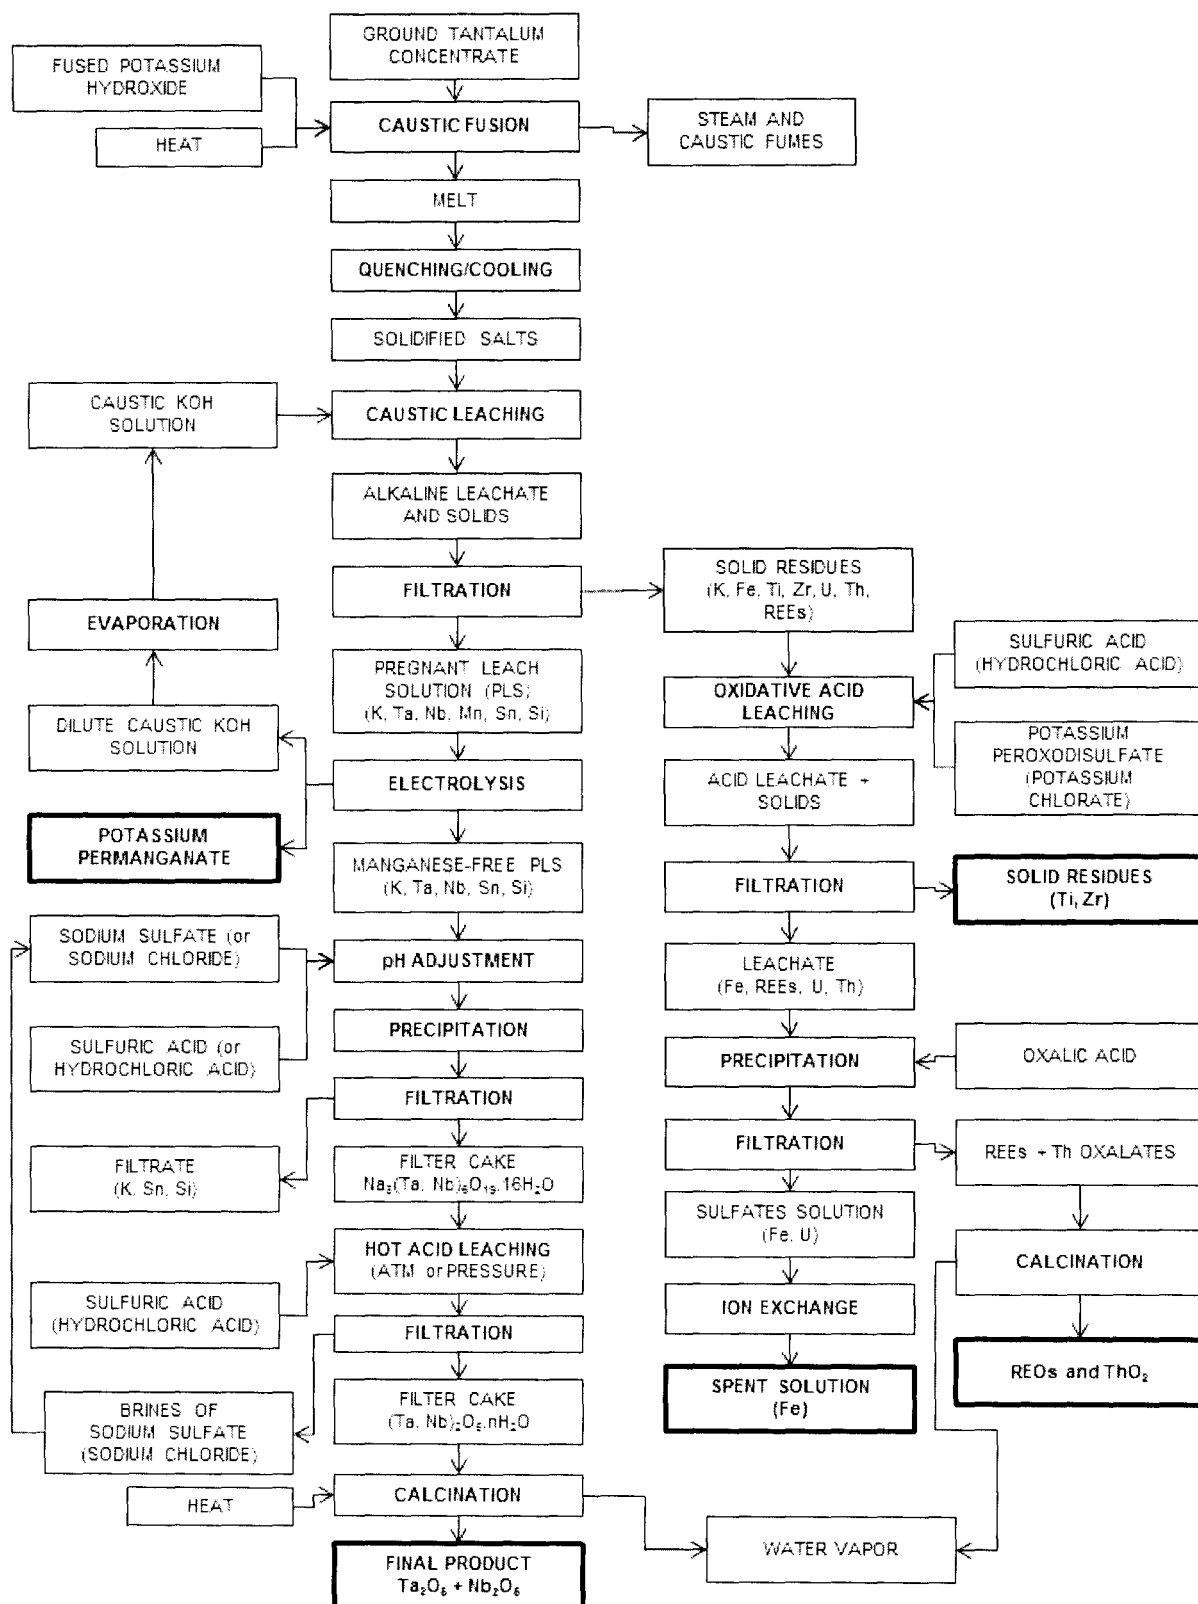 GROUND TANTALUM
CONCENTRATE
FUSED POTASSIUM
HYDROXIDE
HEAT
CAUSTIC FUSION
STEAM AND
CAUSTIC FUMES
MELT
QUENCHING/COOLING
SOLIDIFIED SALTS
CAUSTIC KOH
SOLUTION
CAUSTIC LEACHING
ALKALINE LEACHATE
AND SOLIDS
FILTRATION
SOLID RESIDUES
(K, Fe, Ti, Zr, U, Th,
REEs)
EVAPORATION
PREGNANT LEACH
SOLUTION (PLS)
(K, Ta, Nb, Mn, Sn, Si)
OXIDATIVE ACID
LEACHING
SULFURIC ACID
(HYDROCHLORIC ACID)
DILUTE CAUSTIC KOH
SOLUTION
POTASSIUM
PEROXODISULFATE
(POTASSIUM
CHLORATE)
ELECTROLYSIS
ACID LEACHATE +
SOLIDS
POTASSIUM
PERMANGANATE
MANGANESE-FREE PLS
(K, Ta, Nb, Sn, Si)
FILTRATION
SOLID RESIDUES
(Ti, Zr)
SODIUM SULFATE (or
SODIUM CHLORIDE)
pH ADJUSTMENT
LEACHATE
(Fe, REEs, U, Th)
PRECIPITATION
SULFURIC ACID (or
HYDROCHLORIC ACID)
PRECIPITATION
OXALIC ACID
FILTRATION
FILTRATION
REEs + Th OXALATES
FILTRATE
(K, Sn, Si)
FILTER CAKE
Na₈(Ta, Nb)₆O₁₉.16H₂O
SULFATES SOLUTION
(Fe, U)
HOT ACID LEACHING
(ATM or PRESSURE)
CALCINATION
SULFURIC ACID
(HYDROCHLORIC ACID)
ION EXCHANGE
FILTRATION
REOs and ThO₂
SPENT SOLUTION
(Fe)
FILTER CAKE
(Ta, Nb)₂O₅.nH₂O
BRINES OF
SODIUM SULFATE
(SODIUM CHLORIDE)
HEAT
CALCINATION
WATER VAPOR
FINAL PRODUCT
Ta₂O₅ + Nb₂O₅